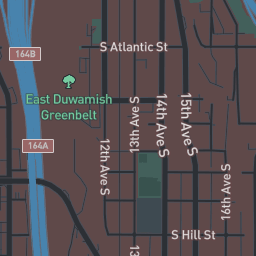 164B
S Atlantic St
East Duwamish
Greenbelt
164A
12th Ave S
13th Ave S
14th Ave S
15th Ave S
16th Ave S
S Hill St
13